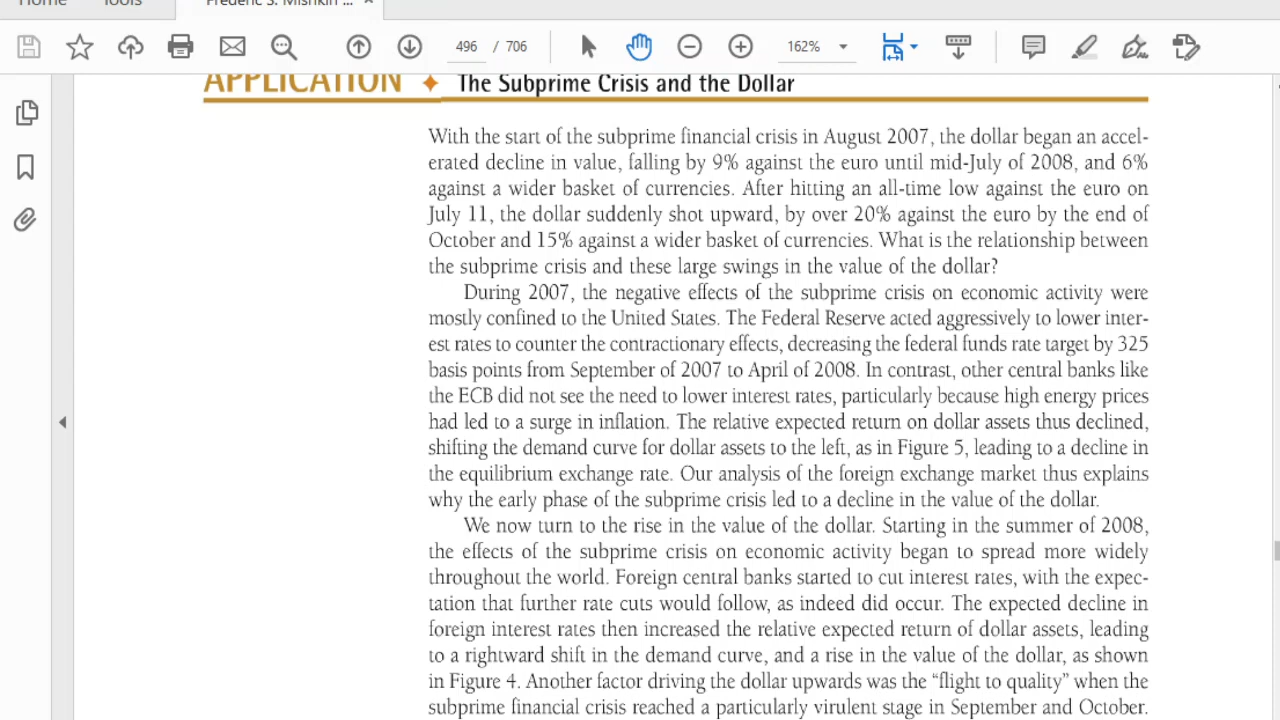 Home Tools Frederic S. Mishkin ...
496 / 706 162%
APPLICATION The Subprime Crisis and the Dollar
With the start of the subprime financial crisis in August 2007, the dollar began an accel-
erated decline in value, falling by 9% against the euro until mid-July of 2008, and 6%
against a wider basket of currencies. After hitting an all-time low against the euro on
July 11, the dollar suddenly shot upward, by over 20% against the euro by the end of
October and 15% against a wider basket of currencies. What is the relationship between
the subprime crisis and these large swings in the value of the dollar?
During 2007, the negative effects of the subprime crisis on economic activity were
mostly confined to the United States. The Federal Reserve acted aggressively to lower inter-
est rates to counter the contractionary effects, decreasing the federal funds rate target by 325
basis points from September of 2007 to April of 2008. In contrast, other central banks like
the ECB did not see the need to lower interest rates, particularly because high energy prices
had led to a surge in inflation. The relative expected return on dollar assets thus declined,
shifting the demand curve for dollar assets to the left, as in Figure 5, leading to a decline in
the equilibrium exchange rate. Our analysis of the foreign exchange market thus explains
why the early phase of the subprime crisis led to a decline in the value of the dollar.
We now turn to the rise in the value of the dollar. Starting in the summer of 2008,
the effects of the subprime crisis on economic activity began to spread more widely
throughout the world. Foreign central banks started to cut interest rates, with the expec-
tation that further rate cuts would follow, as indeed did occur. The expected decline in
foreign interest rates then increased the relative expected return of dollar assets, leading
to a rightward shift in the demand curve, and a rise in the value of the dollar, as shown
in Figure 4. Another factor driving the dollar upwards was the “flight to quality” when the
subprime financial crisis reached a particularly virulent stage in September and October.